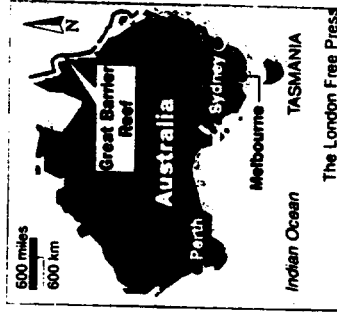 600 miles
600 km
N
Great Barrier
Reef
Australia
Perth
Sydney
Melbourne
Indian Ocean
TASMANIA
The London Free Press